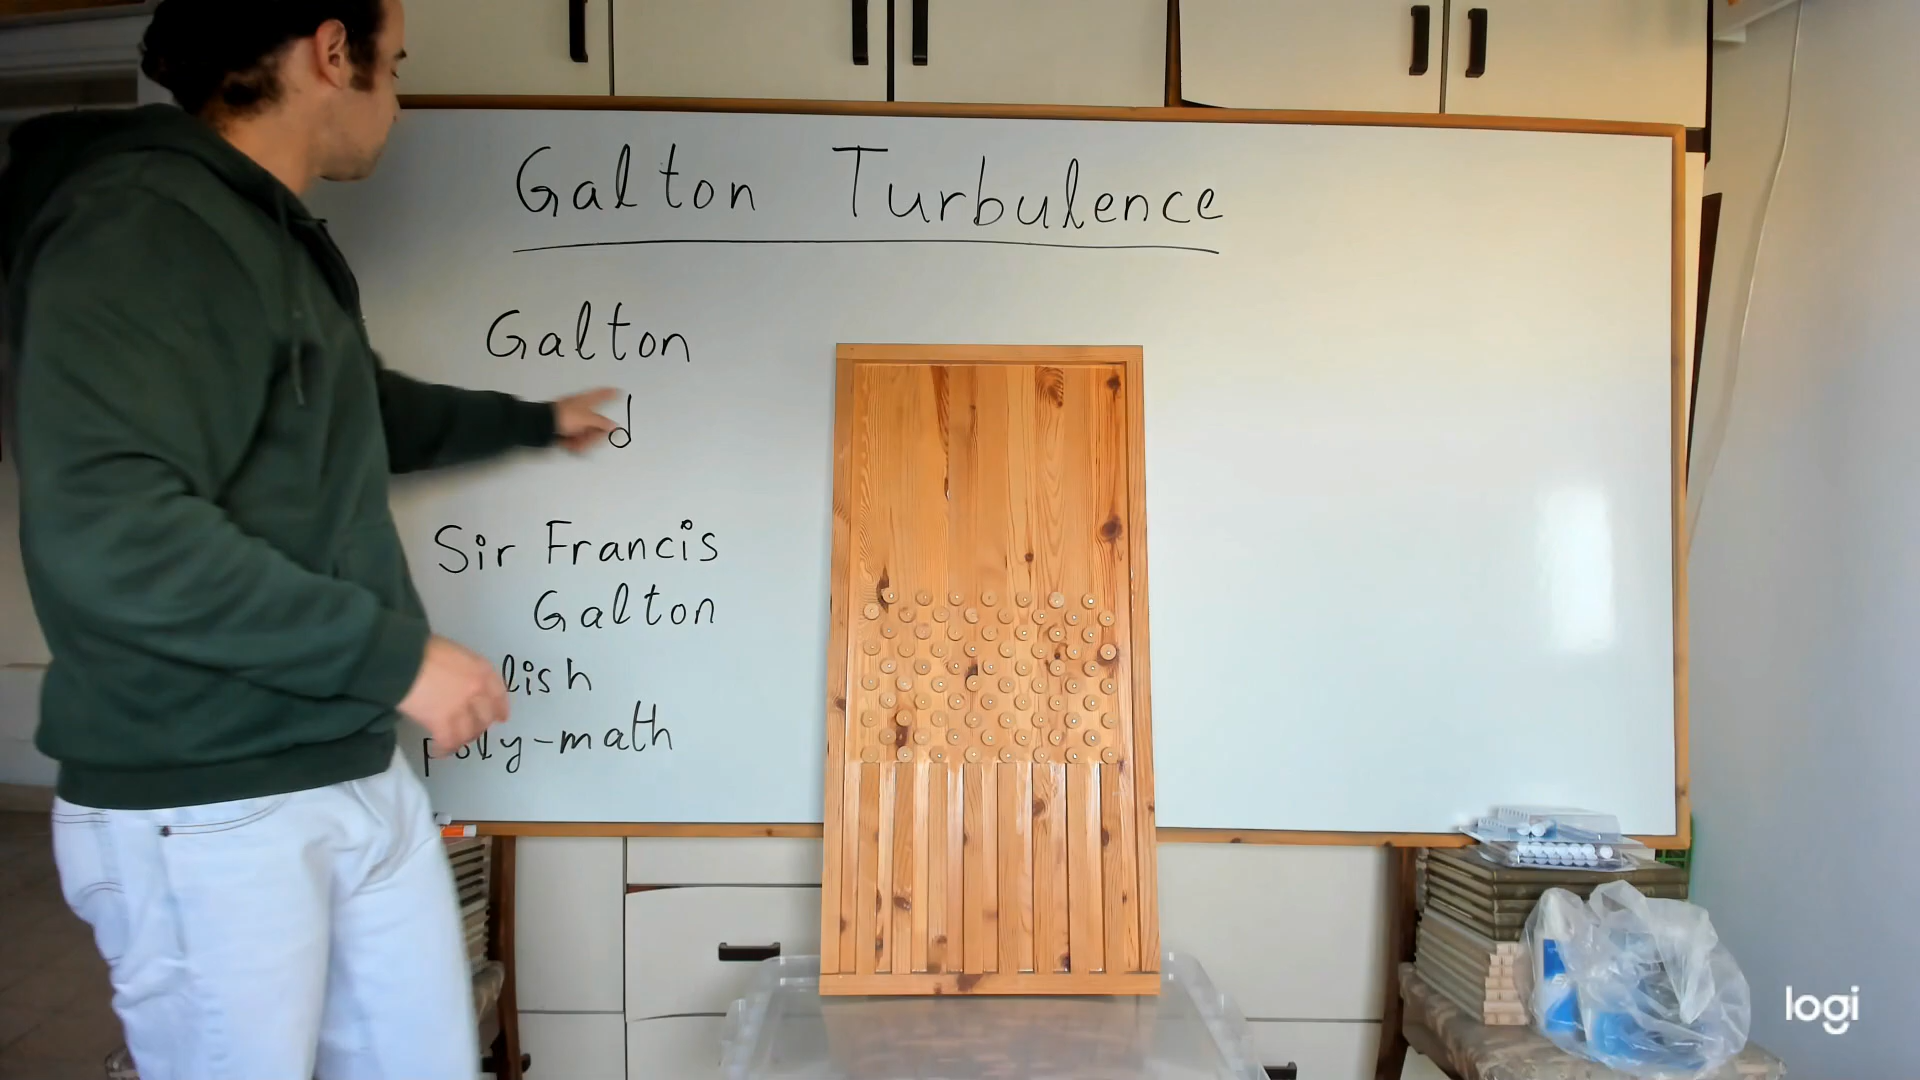 Galton Turbulence
Galton
d
Sir Francis
Galton
lish
poly-math
logi